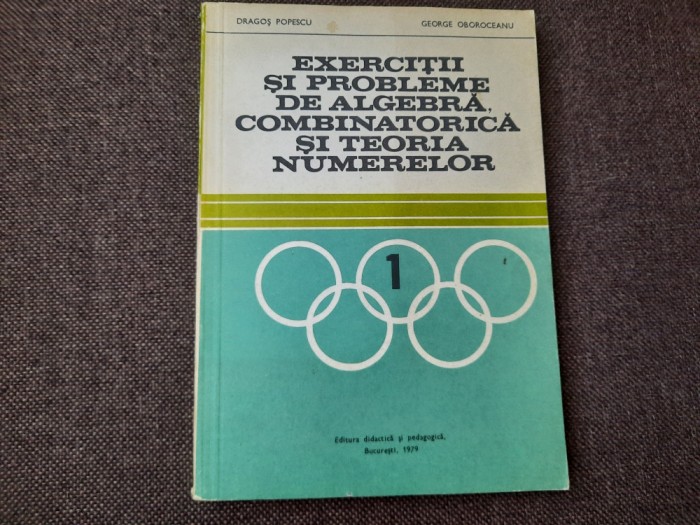 DRAGOȘ POPESCU GEORGE OBOROCEANU
EXERCIȚII
ȘI PROBLEME
DE ALGEBRĂ,
COMBINATORICĂ
ȘI TEORIA
NUMERELOR
1
Editura didactică și pedagogică,
București, 1979